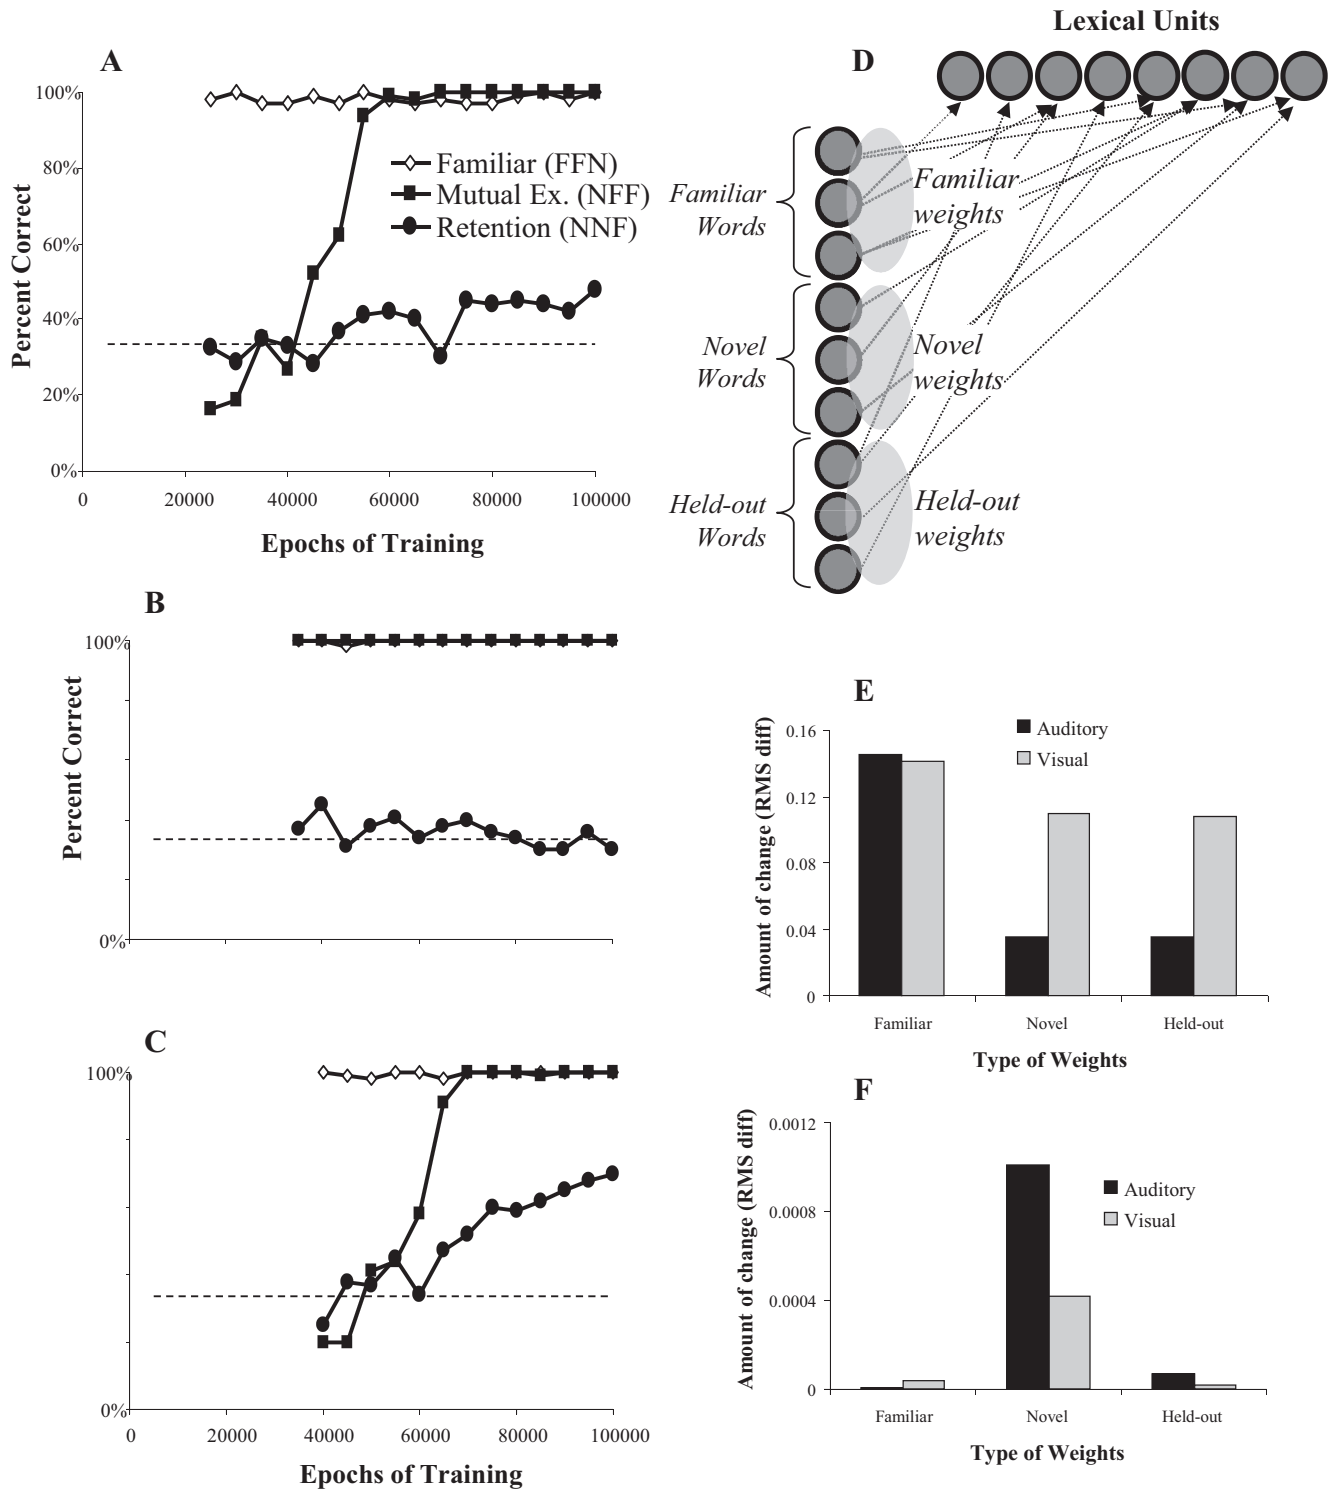 A
100%
80%
60%
40%
20%
0%
Percent Correct
Familiar (FFN)
Mutual Ex. (NFF)
Retention (NNF)
0 20000 40000 60000 80000 100000
Epochs of Training
B
100%
0%
Percent Correct
C
100%
0%
0 20000 40000 60000 80000 100000
Epochs of Training
Lexical Units
D
Familiar
Words
Familiar
weights
Novel
Words
Novel
weights
Held-out
Words
Held-out
weights
E
Amount of change (RMS diff)
0.16
0.12
0.08
0.04
0
Auditory
Visual
Familiar Novel Held-out
Type of Weights
F
Amount of change (RMS diff)
0.0012
0.0008
0.0004
0
Auditory
Visual
Familiar Novel Held-out
Type of Weights